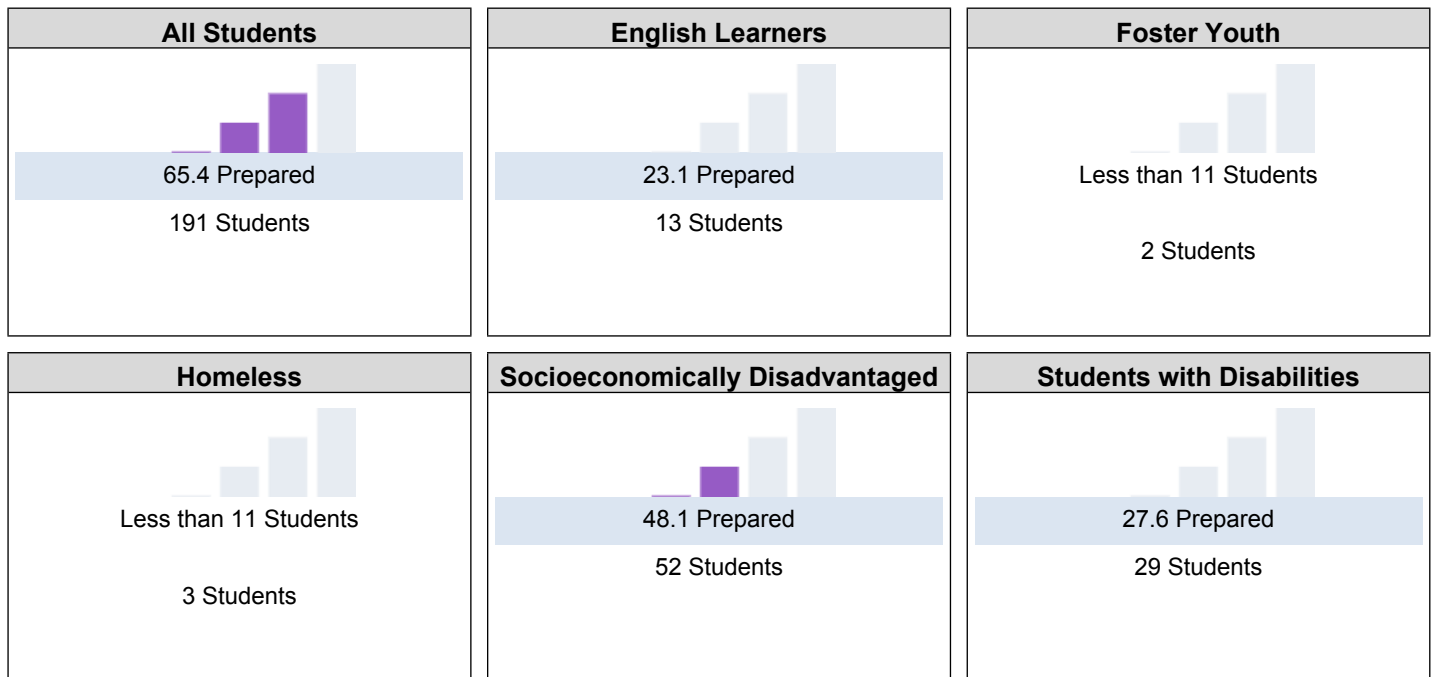 All Students
65.4 Prepared
191 Students
English Learners
23.1 Prepared
13 Students
Foster Youth
Less than 11 Students
2 Students
Homeless
Less than 11 Students
3 Students
Socioeconomically Disadvantaged
48.1 Prepared
52 Students
Students with Disabilities
27.6 Prepared
29 Students